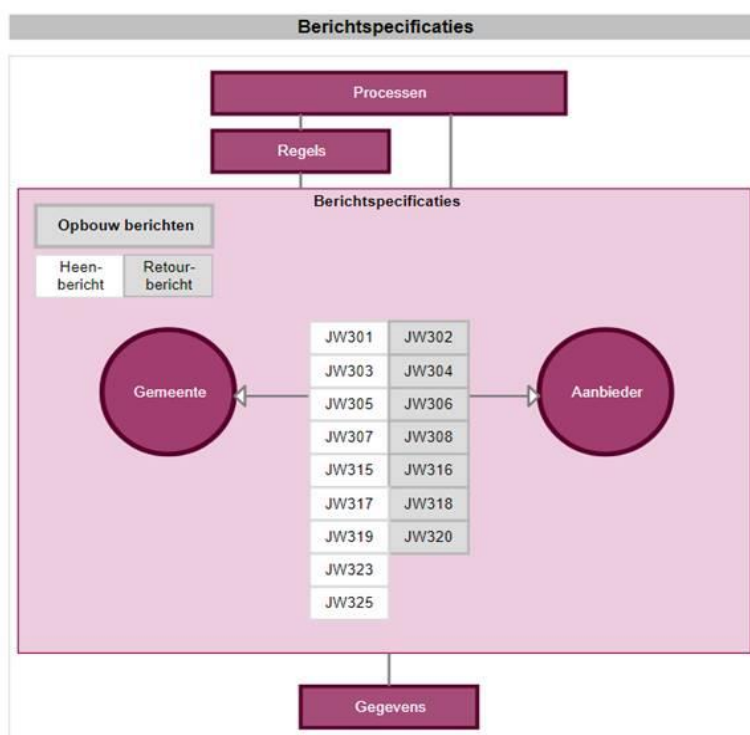 Berichtspecificaties
Processen
Regels
Berichtspecificaties
Opbouw berichten
Heen-
bericht
Retour-
bericht
JW301 JW302
JW303 JW304
Gemeente
Aanbieder
JW305 JW306
JW307 JW308
JW315 JW316
JW317 JW318
JW319 JW320
JW323
JW325
Gegevens